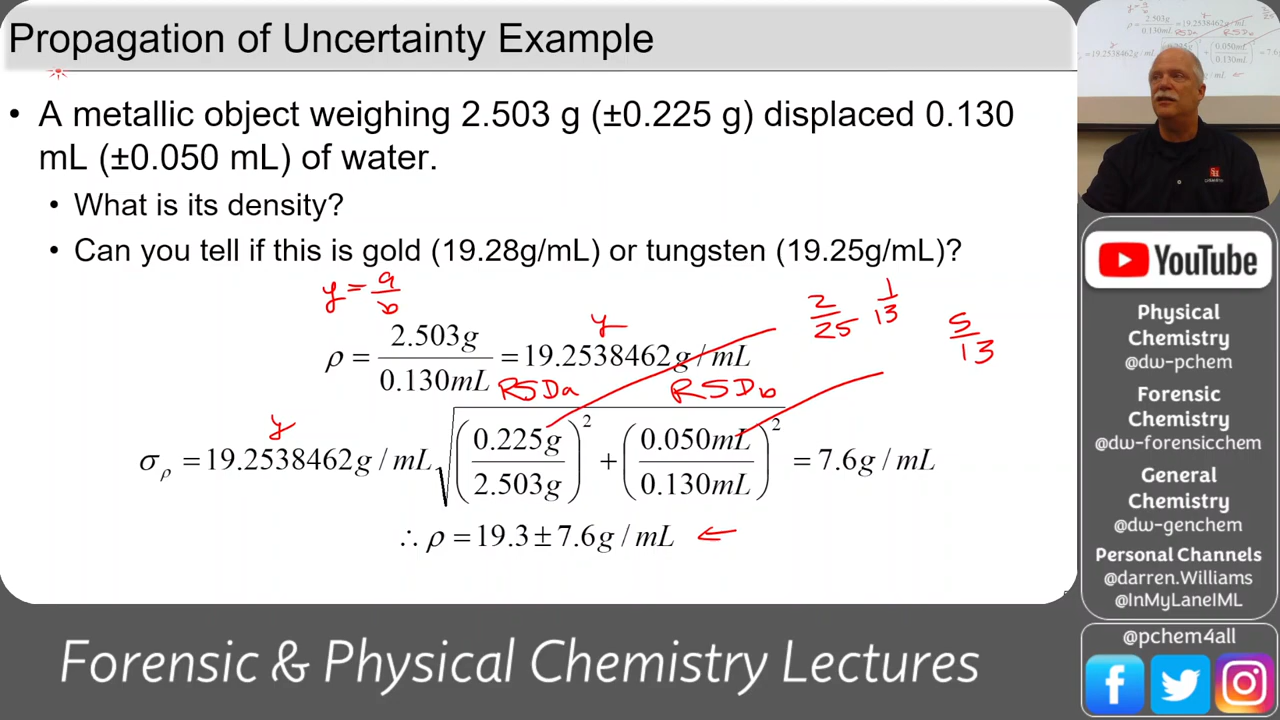 Propagation of Uncertainty Example
• A metallic object weighing 2.503 g (±0.225 g) displaced 0.130
mL (±0.050 mL) of water.
• What is its density?
• Can you tell if this is gold (19.28g/mL) or tungsten (19.25g/mL)?
y = a/b
2/25 1/13 5/13
y
ρ = 2.503g / 0.130mL = 19.2538462g / mL
RSDa RSDb
y
σρ = 19.2538462g / mL √((0.225g / 2.503g)² + (0.050mL / 0.130mL)²) = 7.6g / mL
∴ ρ = 19.3 ± 7.6g / mL ←
Forensic & Physical Chemistry Lectures
YouTube
Physical
Chemistry
@dw-pchem
Forensic
Chemistry
@dw-forensicchem
General
Chemistry
@dw-genchem
Personal Channels
@darren.Williams
@InMyLaneIML
@pchem4all